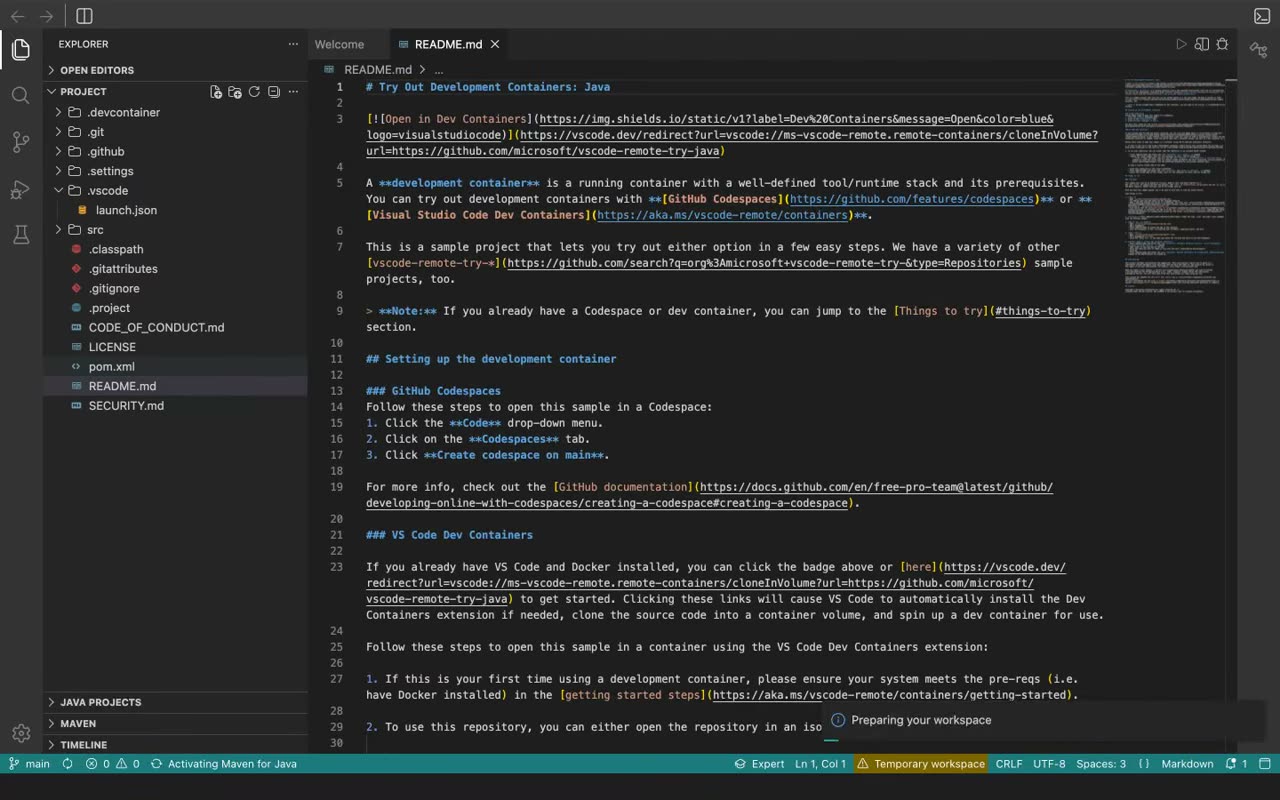 EXPLORER
OPEN EDITORS
PROJECT
.devcontainer
.git
.github
.settings
.vscode
launch.json
src
.classpath
.gitattributes
.gitignore
.project
CODE_OF_CONDUCT.md
LICENSE
pom.xml
README.md
SECURITY.md
JAVA PROJECTS
MAVEN
TIMELINE
Welcome
README.md
README.md > ...
1 # Try Out Development Containers: Java
2
3 [![Open in Dev Containers](https://img.shields.io/static/v1?label=Dev%20Containers&message=Open&color=blue&
logo=visualstudiocode)](https://vscode.dev/redirect?url=vscode://ms-vscode-remote.remote-containers/cloneInVolume?
url=https://github.com/microsoft/vscode-remote-try-java)
4
5 A **development container** is a running container with a well-defined tool/runtime stack and its prerequisites.
You can try out development containers with **[GitHub Codespaces](https://github.com/features/codespaces)** or **
[Visual Studio Code Dev Containers](https://aka.ms/vscode-remote/containers)**.
6
7 This is a sample project that lets you try out either option in a few easy steps. We have a variety of other
[vscode-remote-try-*](https://github.com/search?q=org%3Amicrosoft+vscode-remote-try-&type=Repositories) sample
projects, too.
8
9 > **Note:** If you already have a Codespace or dev container, you can jump to the [Things to try](#things-to-try)
section.
10
11 ## Setting up the development container
12
13 ### GitHub Codespaces
14 Follow these steps to open this sample in a Codespace:
15 1. Click the **Code** drop-down menu.
16 2. Click on the **Codespaces** tab.
17 3. Click **Create codespace on main**.
18
19 For more info, check out the [GitHub documentation](https://docs.github.com/en/free-pro-team@latest/github/
developing-online-with-codespaces/creating-a-codespace#creating-a-codespace).
20
21 ### VS Code Dev Containers
22
23 If you already have VS Code and Docker installed, you can click the badge above or [here](https://vscode.dev/
redirect?url=vscode://ms-vscode-remote.remote-containers/cloneInVolume?url=https://github.com/microsoft/
vscode-remote-try-java) to get started. Clicking these links will cause VS Code to automatically install the Dev
Containers extension if needed, clone the source code into a container volume, and spin up a dev container for use.
24
25 Follow these steps to open this sample in a container using the VS Code Dev Containers extension:
26
27 1. If this is your first time using a development container, please ensure your system meets the pre-reqs (i.e.
have Docker installed) in the [getting started steps](https://aka.ms/vscode-remote/containers/getting-started).
28
29 2. To use this repository, you can either open the repository in an iso
30
Preparing your workspace
main 0 0 Activating Maven for Java Expert Ln 1, Col 1 Temporary workspace CRLF UTF-8 Spaces: 3 { } Markdown 1